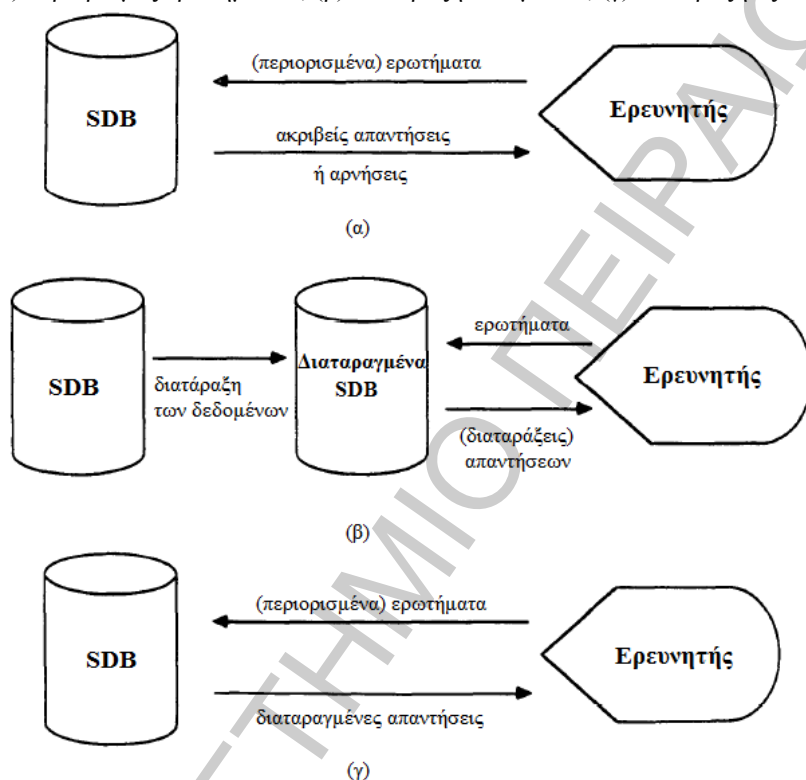 (περιορισμένα) ερωτήματα
SDB
Ερευνητής
ακριβείς απαντήσεις
ή αρνήσεις
(α)
ερωτήματα
SDB
διατάραξη
των δεδομένων
Διαταραγμένα
SDB
Ερευνητής
(διαταράξεις)
απαντήσεων
(β)
(περιορισμένα) ερωτήματα
SDB
Ερευνητής
διαταραγμένες απαντήσεις
(γ)